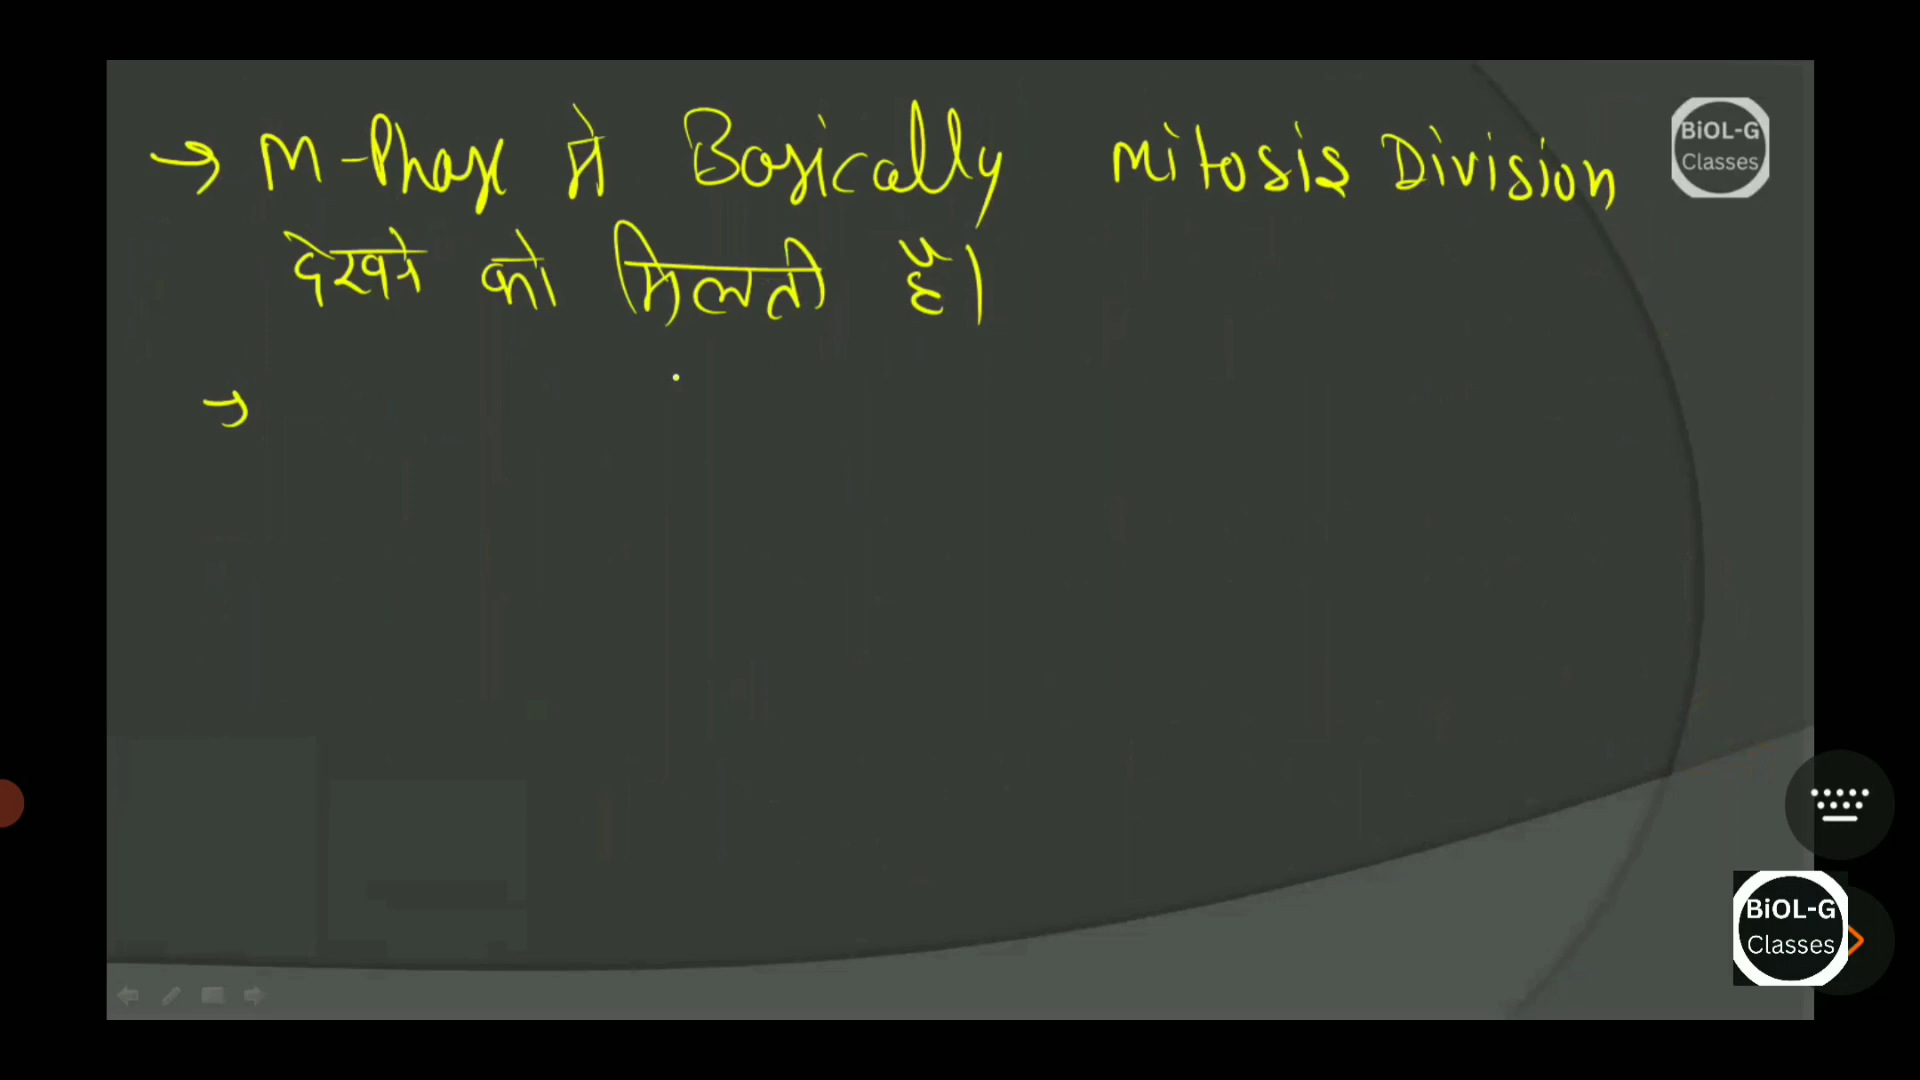 → M-Phase मे Basically mitosis Division
देखने को मिलती है।
→
BiOL-G
Classes
BiOL-G
Classes